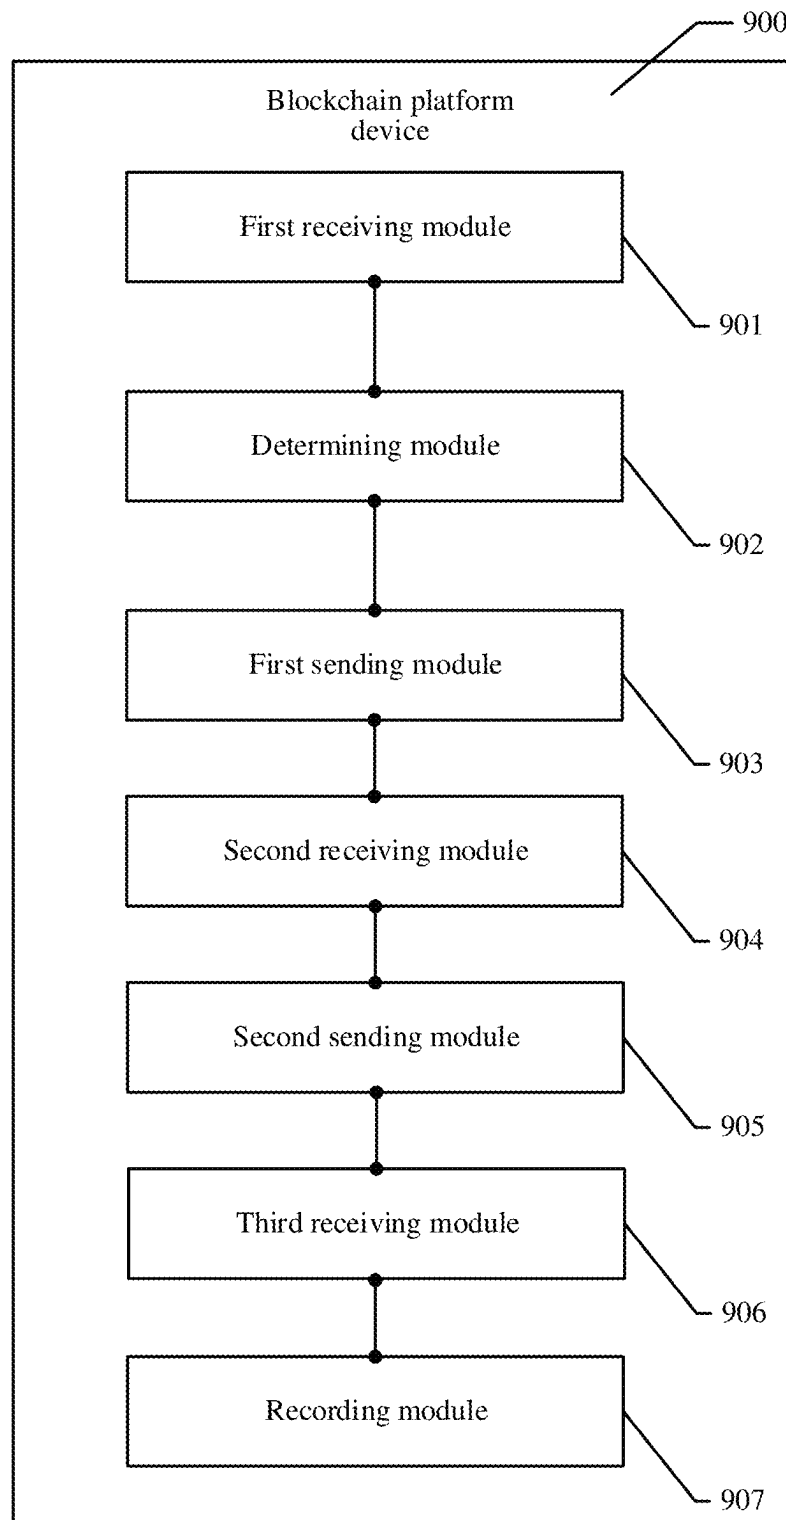 900
Blockchain platform
device
First receiving module
901
Determining module
902
First sending module
903
Second receiving module
904
Second sending module
905
Third receiving module
906
Recording module
907